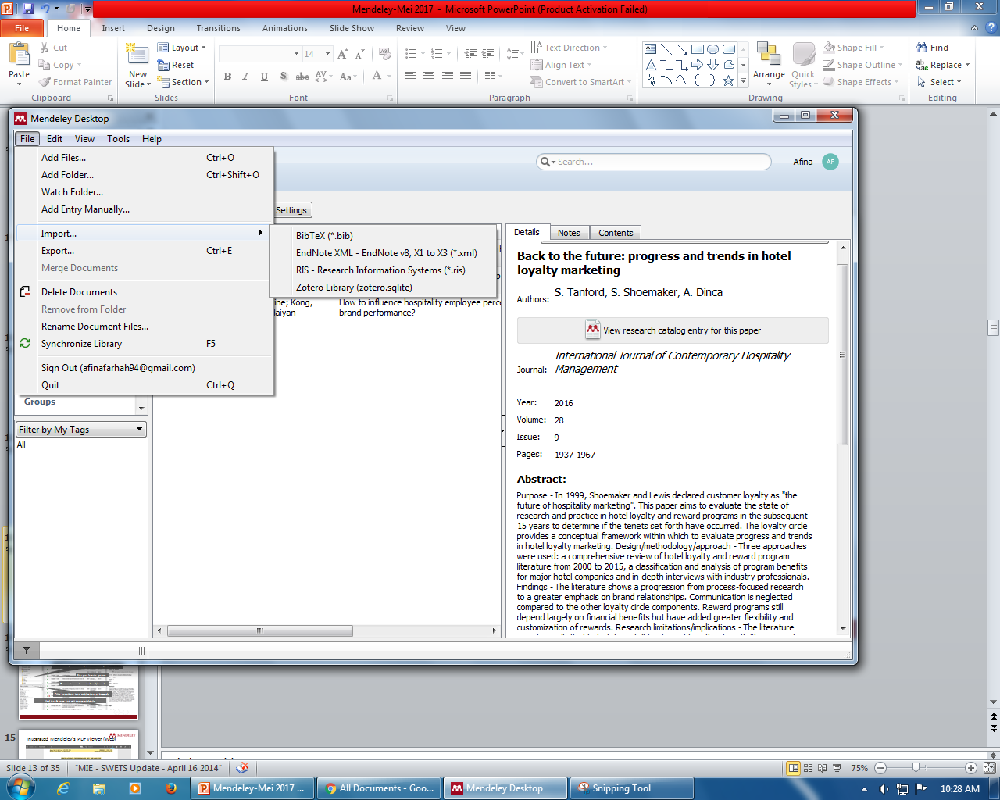 Mendeley-Mei 2017 - Microsoft PowerPoint (Product Activation Failed)
File Home Insert Design Transitions Animations Slide Show Review View
Paste
Cut
Copy
Format Painter
Clipboard
New Slide
Layout
Reset
Section
Slides
14
B I U S abc AV Aa A
Font
Text Direction
Align Text
Convert to SmartArt
Paragraph
Arrange
Quick Styles
Shape Fill
Shape Outline
Shape Effects
Drawing
Find
Replace
Select
Editing
Mendeley Desktop
File Edit View Tools Help
Search...
Afina AF
Add Files... Ctrl+O
Add Folder... Ctrl+Shift+O
Watch Folder...
Add Entry Manually...
Import...
Export... Ctrl+E
Merge Documents
Delete Documents
Remove from Folder
Rename Document Files...
Synchronize Library F5
Sign Out (afinafarhah94@gmail.com)
Quit Ctrl+Q
Settings
BibTeX (*.bib)
EndNote XML - EndNote v8, X1 to X3 (*.xml)
RIS - Research Information Systems (*.ris)
Zotero Library (zotero.sqlite)
ine; Kong, How to influence hospitality employee perc
aiyan brand performance?
Groups
Filter by My Tags
All
Details Notes Contents
Back to the future: progress and trends in hotel
loyalty marketing
Authors: S. Tanford, S. Shoemaker, A. Dinca
View research catalog entry for this paper
Journal: International Journal of Contemporary Hospitality
Management
Year: 2016
Volume: 28
Issue: 9
Pages: 1937-1967
Abstract:
Purpose - In 1999, Shoemaker and Lewis declared customer loyalty as "the
future of hospitality marketing". This paper aims to evaluate the state of
research and practice in hotel loyalty and reward programs in the subsequent
15 years to determine if the tenets set forth have occurred. The loyalty circle
provides a conceptual framework within which to evaluate progress and trends
in hotel loyalty marketing. Design/methodology/approach - Three approaches
were used: a comprehensive review of hotel loyalty and reward program
literature from 2000 to 2015, a classification and analysis of program benefits
for major hotel companies and in-depth interviews with industry professionals.
Findings - The literature shows a progression from process-focused research
to a greater emphasis on brand relationships. Communication is neglected
compared to the other loyalty circle components. Reward programs still
depend largely on financial benefits but have added greater flexibility and
customization of rewards. Research limitations/implications - The literature
15 Integrated Mendeley's PDF Viewer (Web) MENDELEY
Slide 13 of 35 "MIE - SWETS Update - April 16 2014" 75%
Mendeley-Mei 2017 ... All Documents - Goo... Mendeley Desktop Snipping Tool 10:28 AM